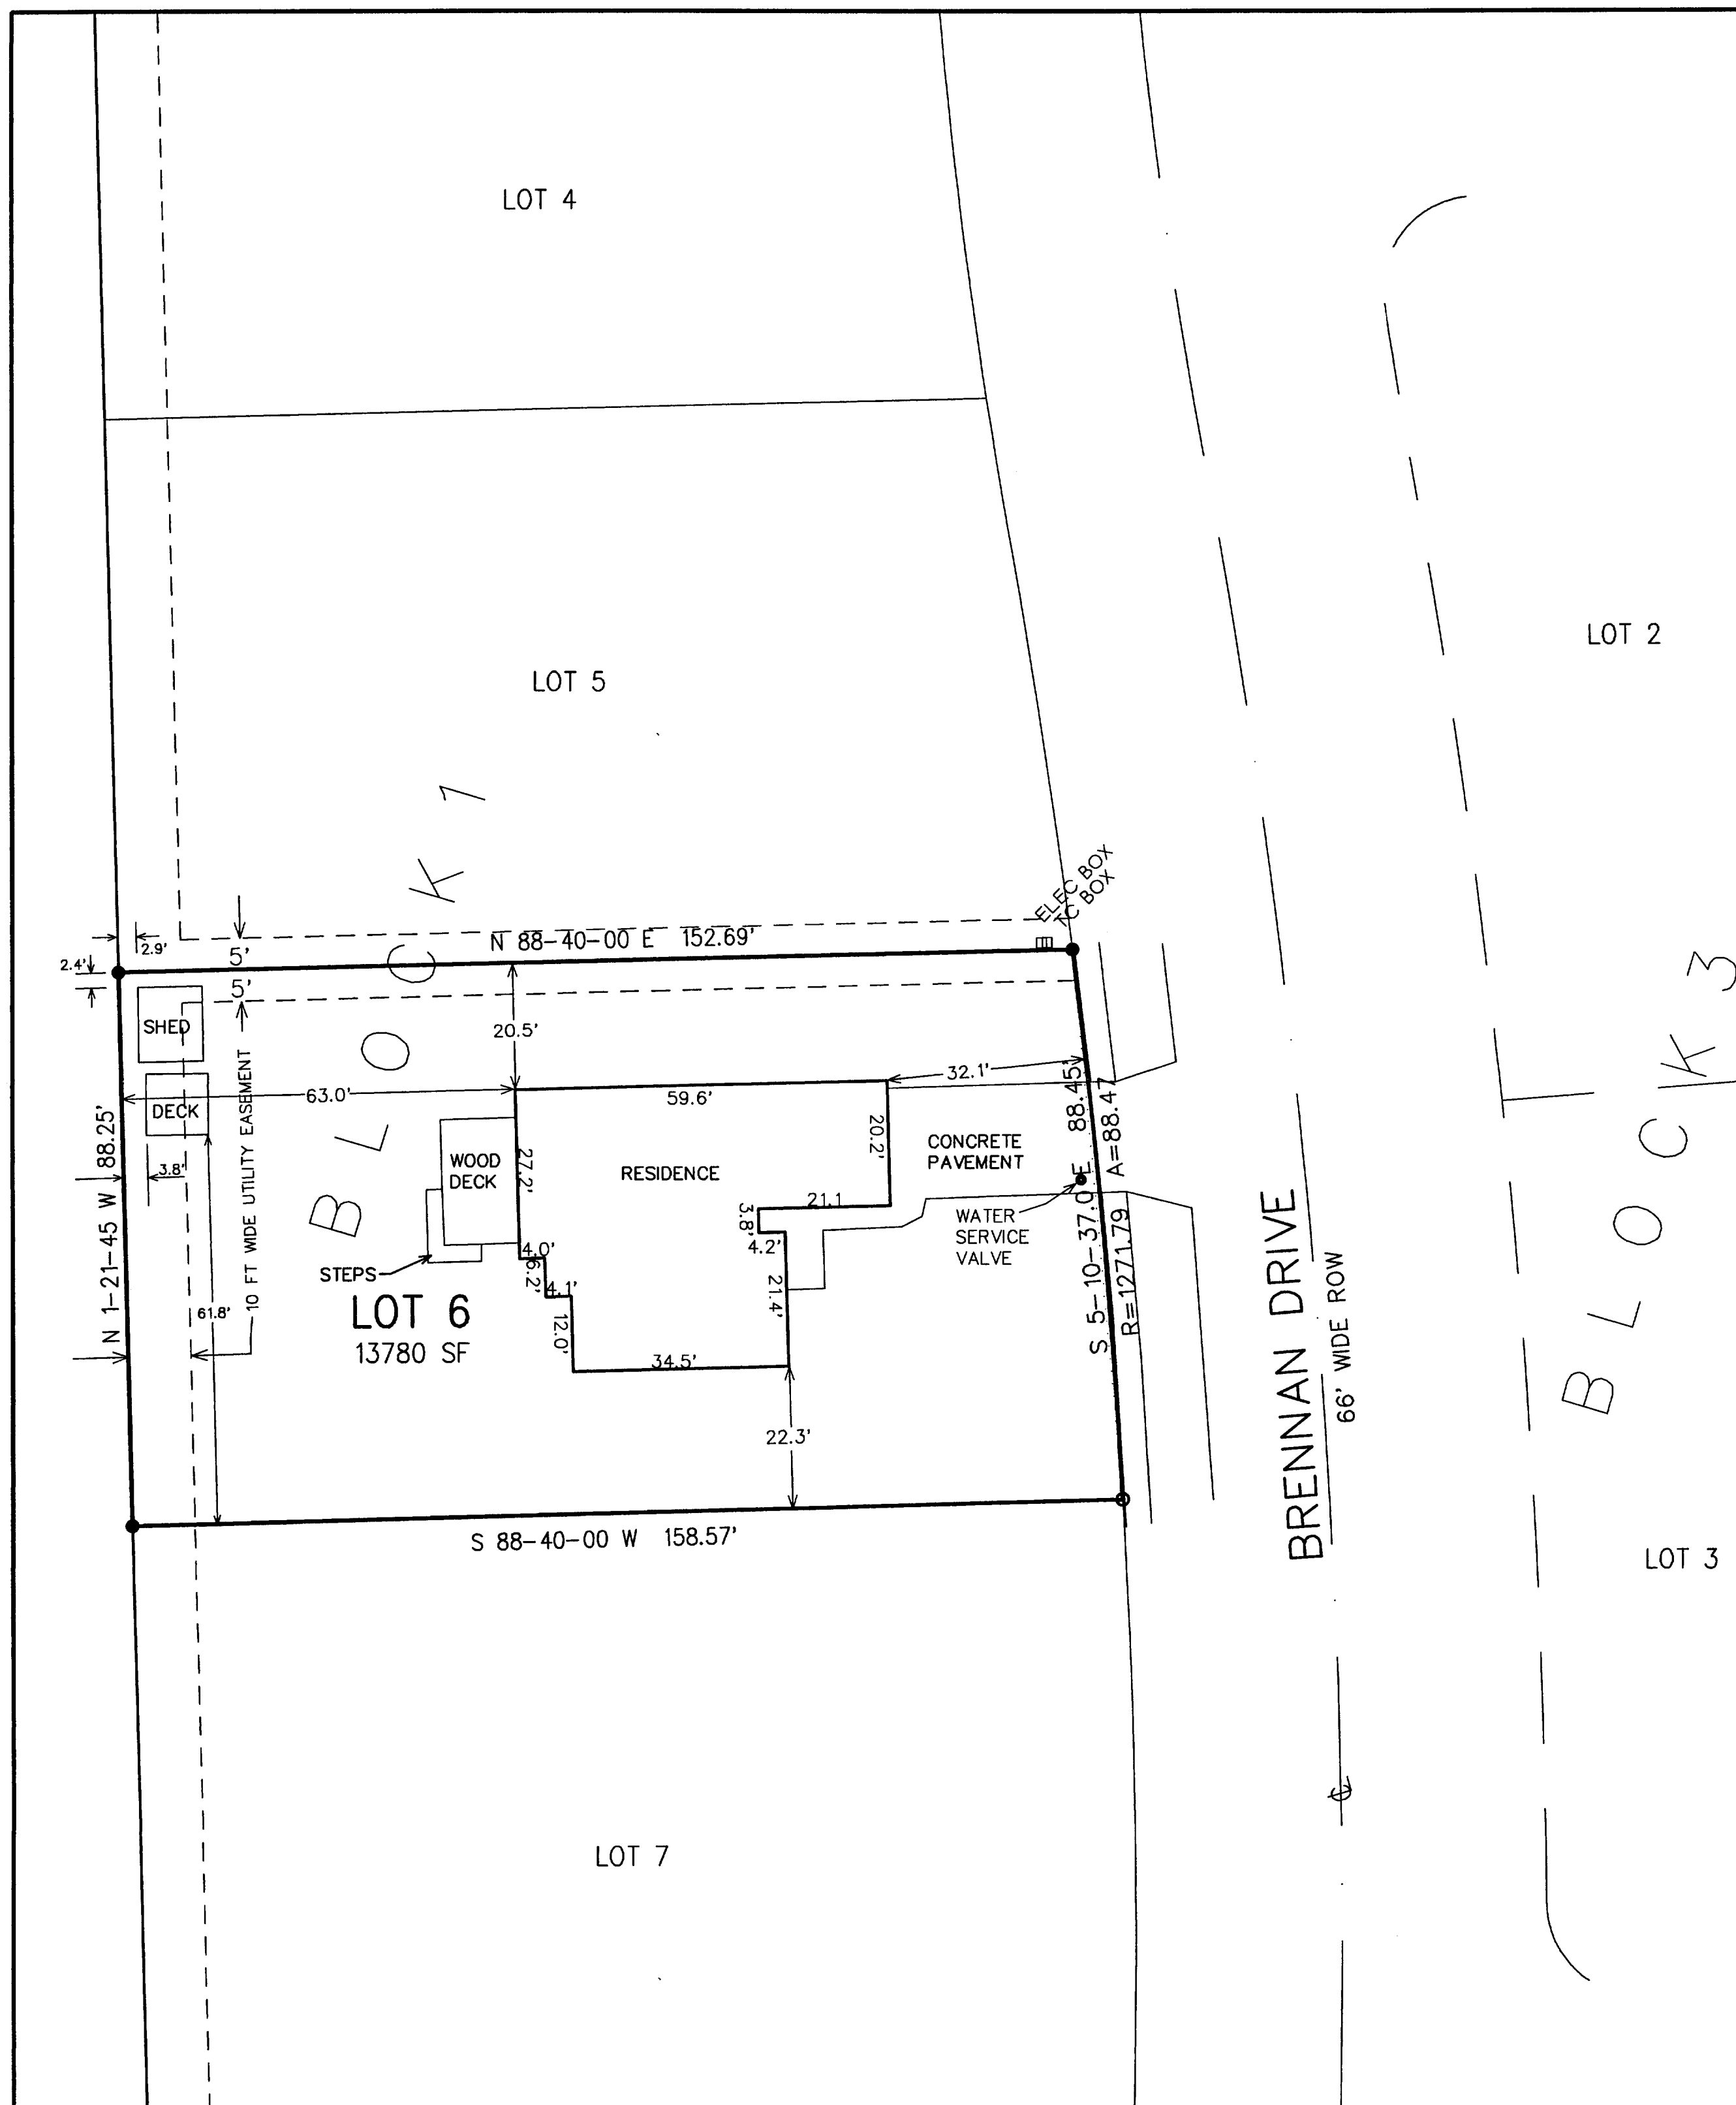 LOT 4
LOT 2
LOT 5
BLOCK 1
ELEC BOX
TC BOX
N 88-40-00 E 152.69'
2.9'
5'
2.4'
5'
SHED
20.5'
32.1'
63.0'
59.6'
DECK
20.2'
CONCRETE
PAVEMENT
WOOD
DECK
27.2'
RESIDENCE
3.8'
21.1
3.8'
4.2'
WATER
SERVICE
VALVE
4.0'
6.2'
4.1'
STEPS
21.4'
LOT 6
13780 SF
12.0'
34.5'
61.8'
10 FT WIDE UTILITY EASEMENT
N 1-21-45 W 88.25'
22.3'
S 5-10-37.0 E 88.45'
R=1271.79 A=88.47
S 88-40-00 W 158.57'
BRENNAN DRIVE
66' WIDE ROW
BLOCK 3
LOT 3
LOT 7